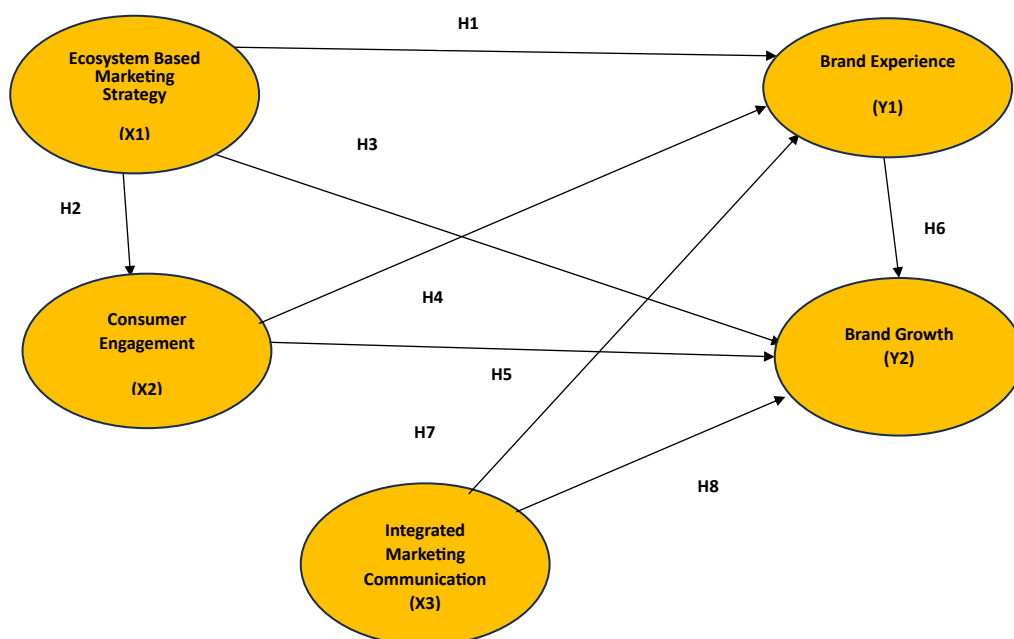 H1
Ecosystem Based
Marketing
Strategy
(X1)
Brand Experience
(Y1)
H3
H2
H6
H4
Consumer
Engagement
(X2)
Brand Growth
(Y2)
H5
H7
H8
Integrated
Marketing
Communication
(X3)